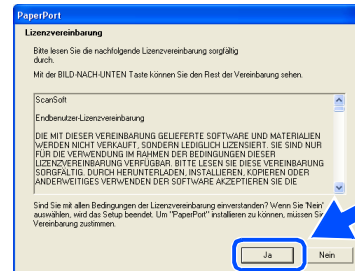 PaperPort
Lizenzvereinbarung
Bitte lesen Sie die nachfolgende Lizenzvereinbarung sorgfältig
durch.
Mit der BILD-NACH-UNTEN Taste können Sie den Rest der Vereinbarung sehen.
ScanSoft
Endbenutzer-Lizenzvereinbarung
DIE MIT DIESER VEREINBARUNG GELIEFERTE SOFTWARE UND MATERIALIEN
WERDEN NICHT VERKAUFT, SONDERN LEDIGLICH LIZENSIERT. SIE SIND NUR
FÜR DIE VERWENDUNG IM RAHMEN DER BEDINGUNGEN DIESER
LIZENZVEREINBARUNG VERFÜGBAR. BITTE LESEN SIE DIESE VEREINBARUNG
SORGFÄLTIG. DURCH HERUNTERLADEN, INSTALLIEREN, KOPIEREN ODER
ANDERWEITIGES VERWENDEN DER SOFTWARE AKZEPTIEREN SIE DIE
Sind Sie mit allen Bedingungen der Lizenzvereinbarung einverstanden? Wenn Sie 'Nein'
auswählen, wird das Setup beendet. Um "PaperPort" installieren zu können, müssen Sie
Vereinbarung zustimmen.
Ja
Nein